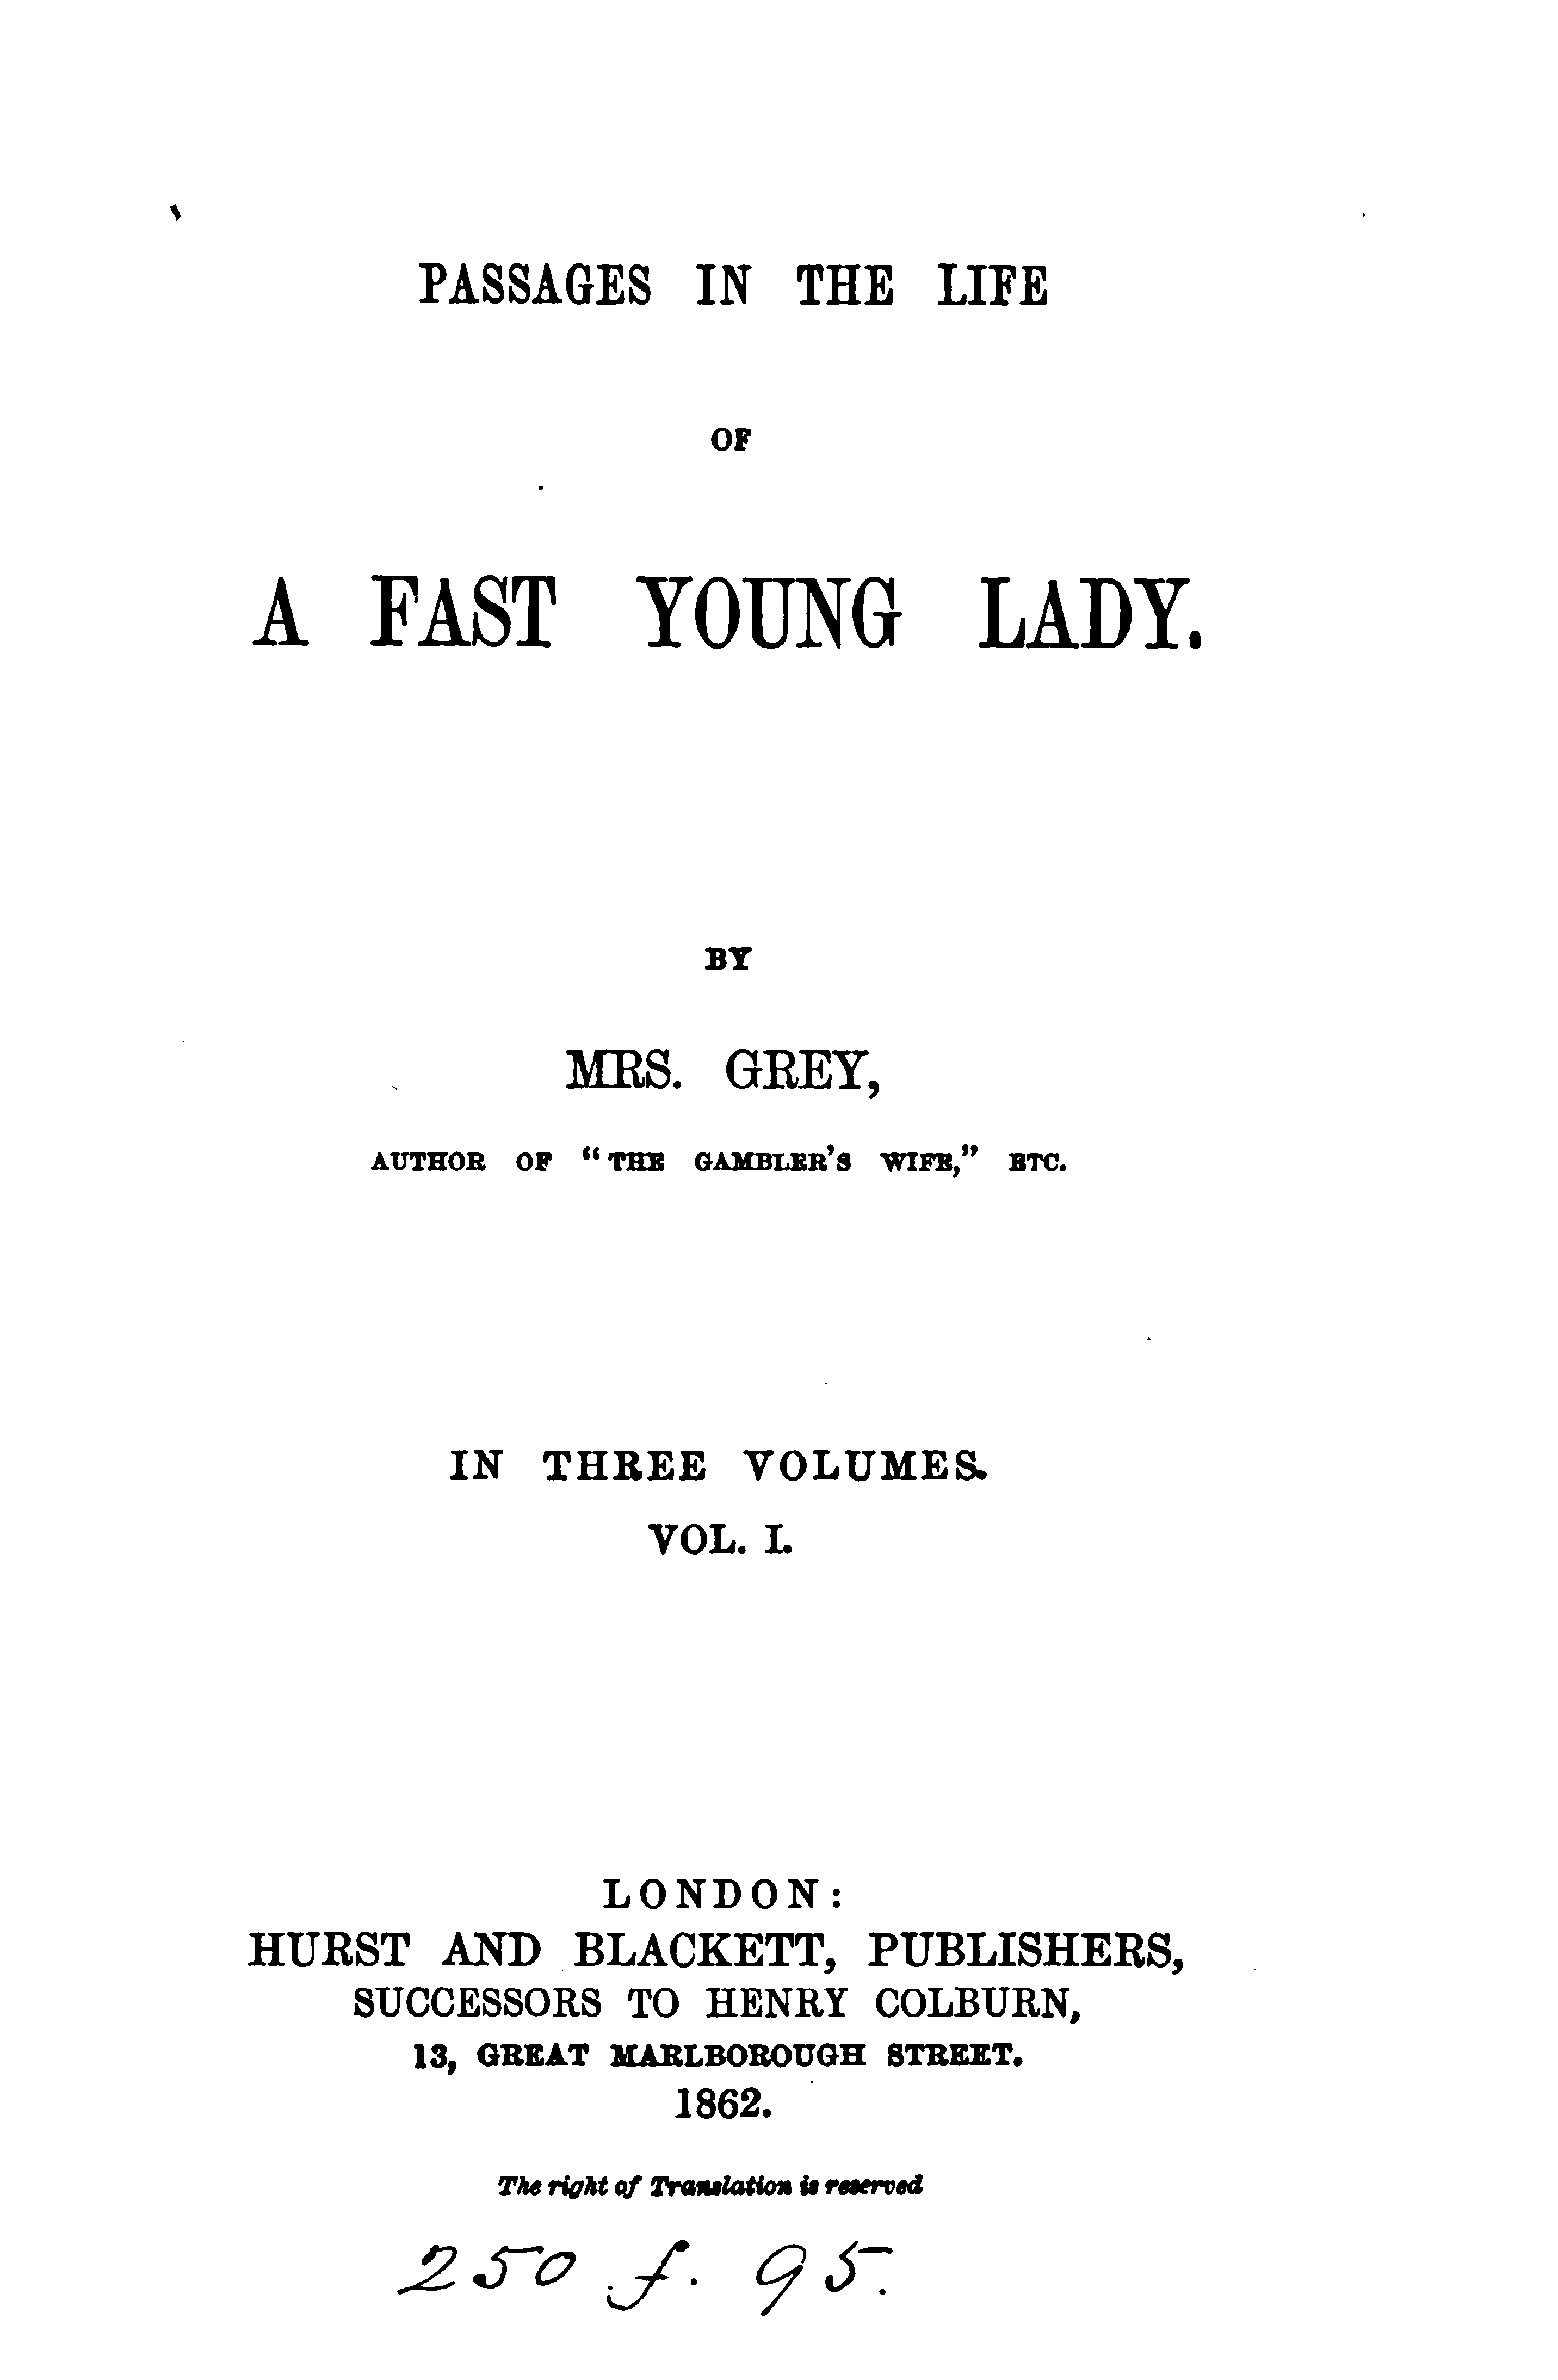 PASSAGES IN THE LIFE
OF
A FAST YOUNG LADY.
BY
MRS. GREY,
AUTHOR OF "THE GAMBLER'S WIFE," ETC.
IN THREE VOLUMES.
VOL. I.
LONDON:
HURST AND BLACKETT, PUBLISHERS,
SUCCESSORS TO HENRY COLBURN,
13, GREAT MARLBOROUGH STREET.
1862.
The right of Translation is reserved
250 . f . 95 .